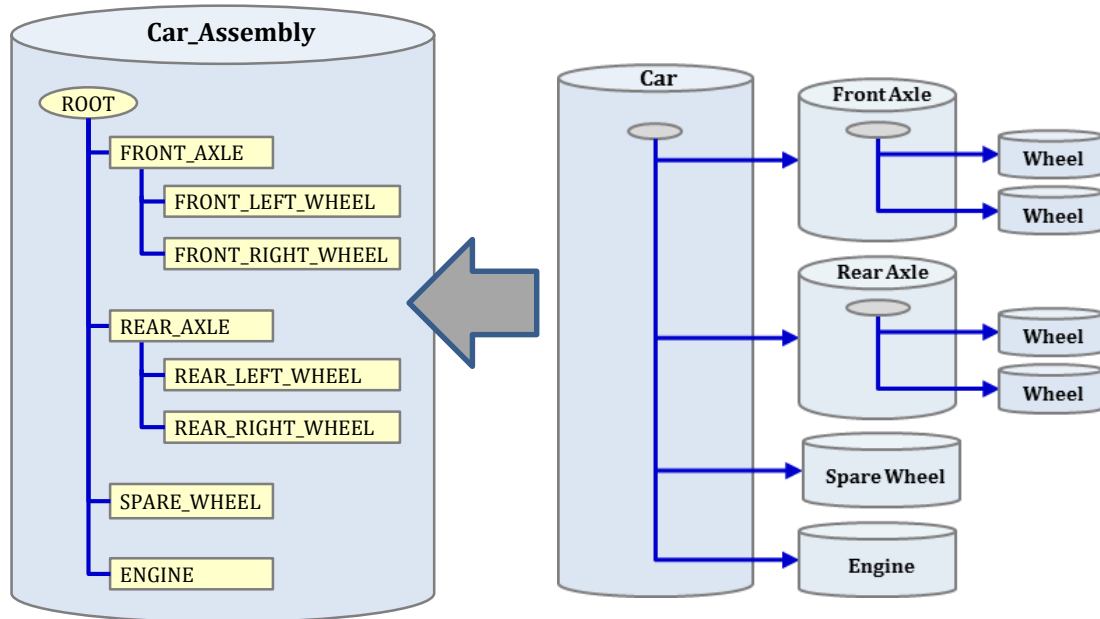 Car_Assembly
ROOT
FRONT_AXLE
FRONT_LEFT_WHEEL
FRONT_RIGHT_WHEEL
REAR_AXLE
REAR_LEFT_WHEEL
REAR_RIGHT_WHEEL
SPARE_WHEEL
ENGINE
Car
Front Axle
Wheel
Wheel
Rear Axle
Wheel
Wheel
Spare Wheel
Engine